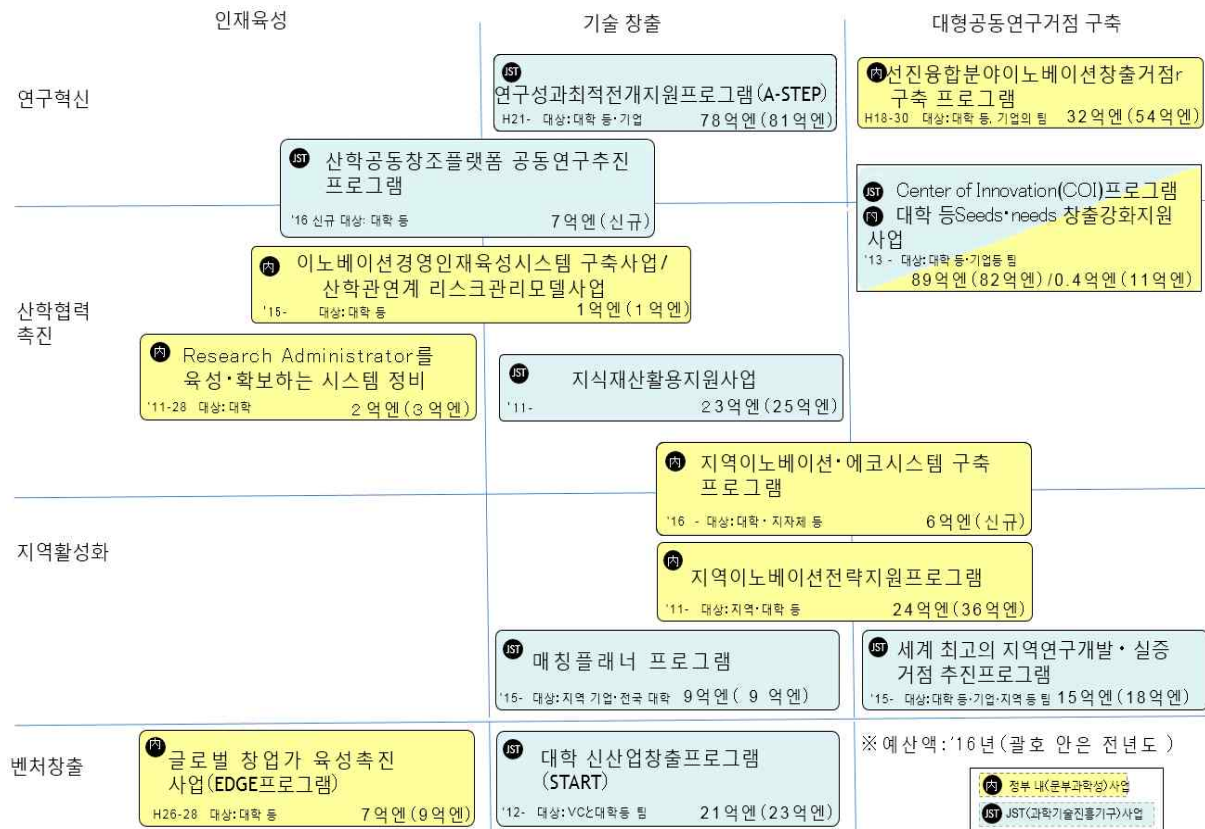 인재육성
기술 창출
대형공동연구거점 구축
연구혁신
JST
연구성과최적전개지원프로그램(A-STEP)
H21- 대상:대학 등·기업 78억엔(81억엔)
内 선진융합분야이노베이션창출거점r
구축 프로그램
H18-30 대상:대학 등, 기업의 팀 32억엔(54억엔)
JST 산학공동창조플랫폼 공동연구추진
프로그램
'16 신규 대상: 대학 등 7억엔(신규)
JST Center of Innovation(COI)프로그램
内 대학 등Seeds·needs 창출강화지원
사업
'13 - 대상:대학 등·기업등 팀
89억엔(82억엔)/0.4억엔(11억엔)
산학협력
촉진
内 이노베이션경영인재육성시스템 구축사업/
산학관연계 리스크관리모델사업
'15- 대상:대학 등 1억엔(1억엔)
内 Research Administrator를
육성·확보하는 시스템 정비
'11-28 대상:대학 2억엔(3억엔)
JST 지식재산활용지원사업
'11- 23억엔(25억엔)
内 지역이노베이션·에코시스템 구축
프로그램
'16 - 대상:대학·지자체 등 6억엔(신규)
지역활성화
内
지역이노베이션전략지원프로그램
'11- 대상:지역·대학 등 24억엔(36억엔)
JST 매칭플래너 프로그램
'15- 대상:지역 기업·전국 대학 9억엔( 9 억엔)
JST 세계 최고의 지역연구개발·실증
거점 추진프로그램
'15- 대상:대학 등·기업·지역 등 팀 15억엔(18억엔)
벤처창출
内 글로벌 창업가 육성촉진
사업(EDGE프로그램)
H26-28 대상:대학 등 7억엔(9억엔)
JST 대학 신산업창출프로그램
(START)
'12- 대상:VCと대학등 팀 21억엔(23억엔)
※예산액:'16년(괄호 안은 전년도 )
内 정부 내(문부과학성)사업
JST JST(과학기술진흥기구)사업